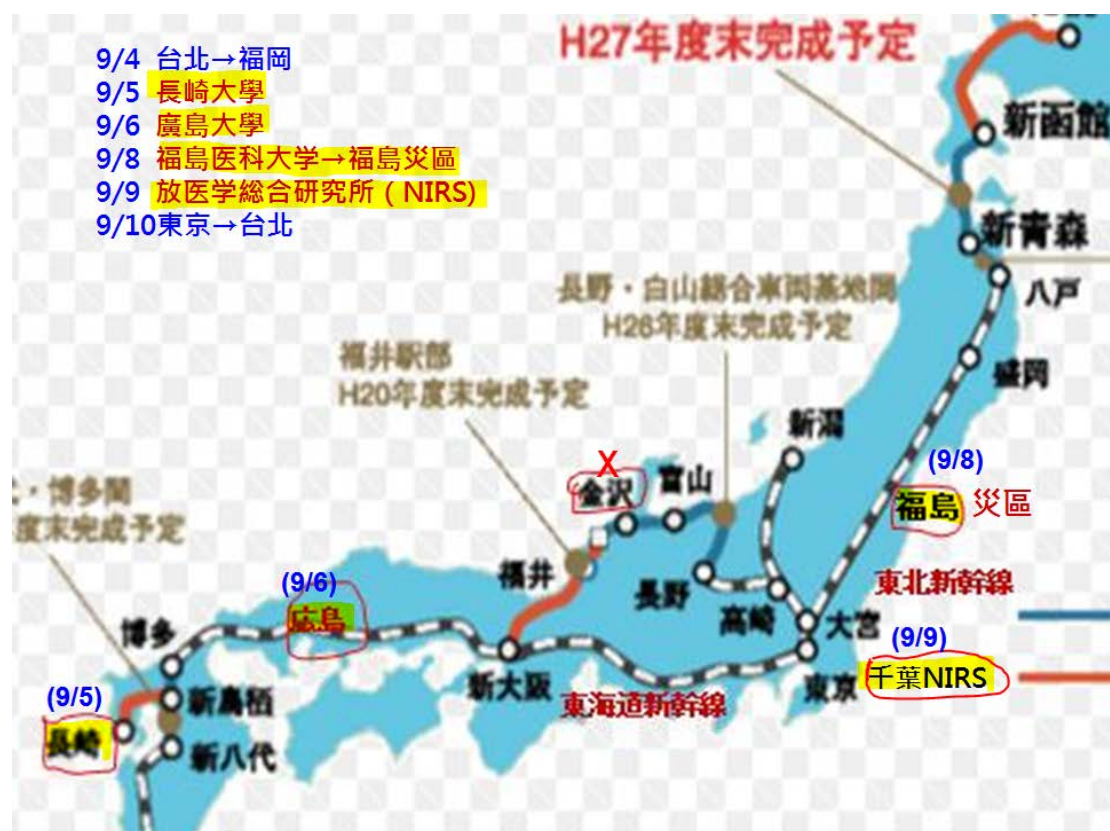 9/4 台北→福岡
9/5 長崎大學
9/6 廣島大學
9/8 福島医科大学→福島災區
9/9 放医学総合研究所（NIRS)
9/10東京→台北
H27年度末完成予定
新函館
新青森
八戸
長野・白山総合車両基地間
H26年度末完成予定
盛岡
福井駅部
H20年度末完成予定
新潟
X
金沢
富山
(9/8)
福島 災區
・博多間
度末完成予定
福井
長野
高崎
大宮
東北新幹線
(9/6)
広島
博多
(9/9)
千葉NIRS
東京
新大阪
東海道新幹線
(9/5)
長崎
新鳥栖
新八代